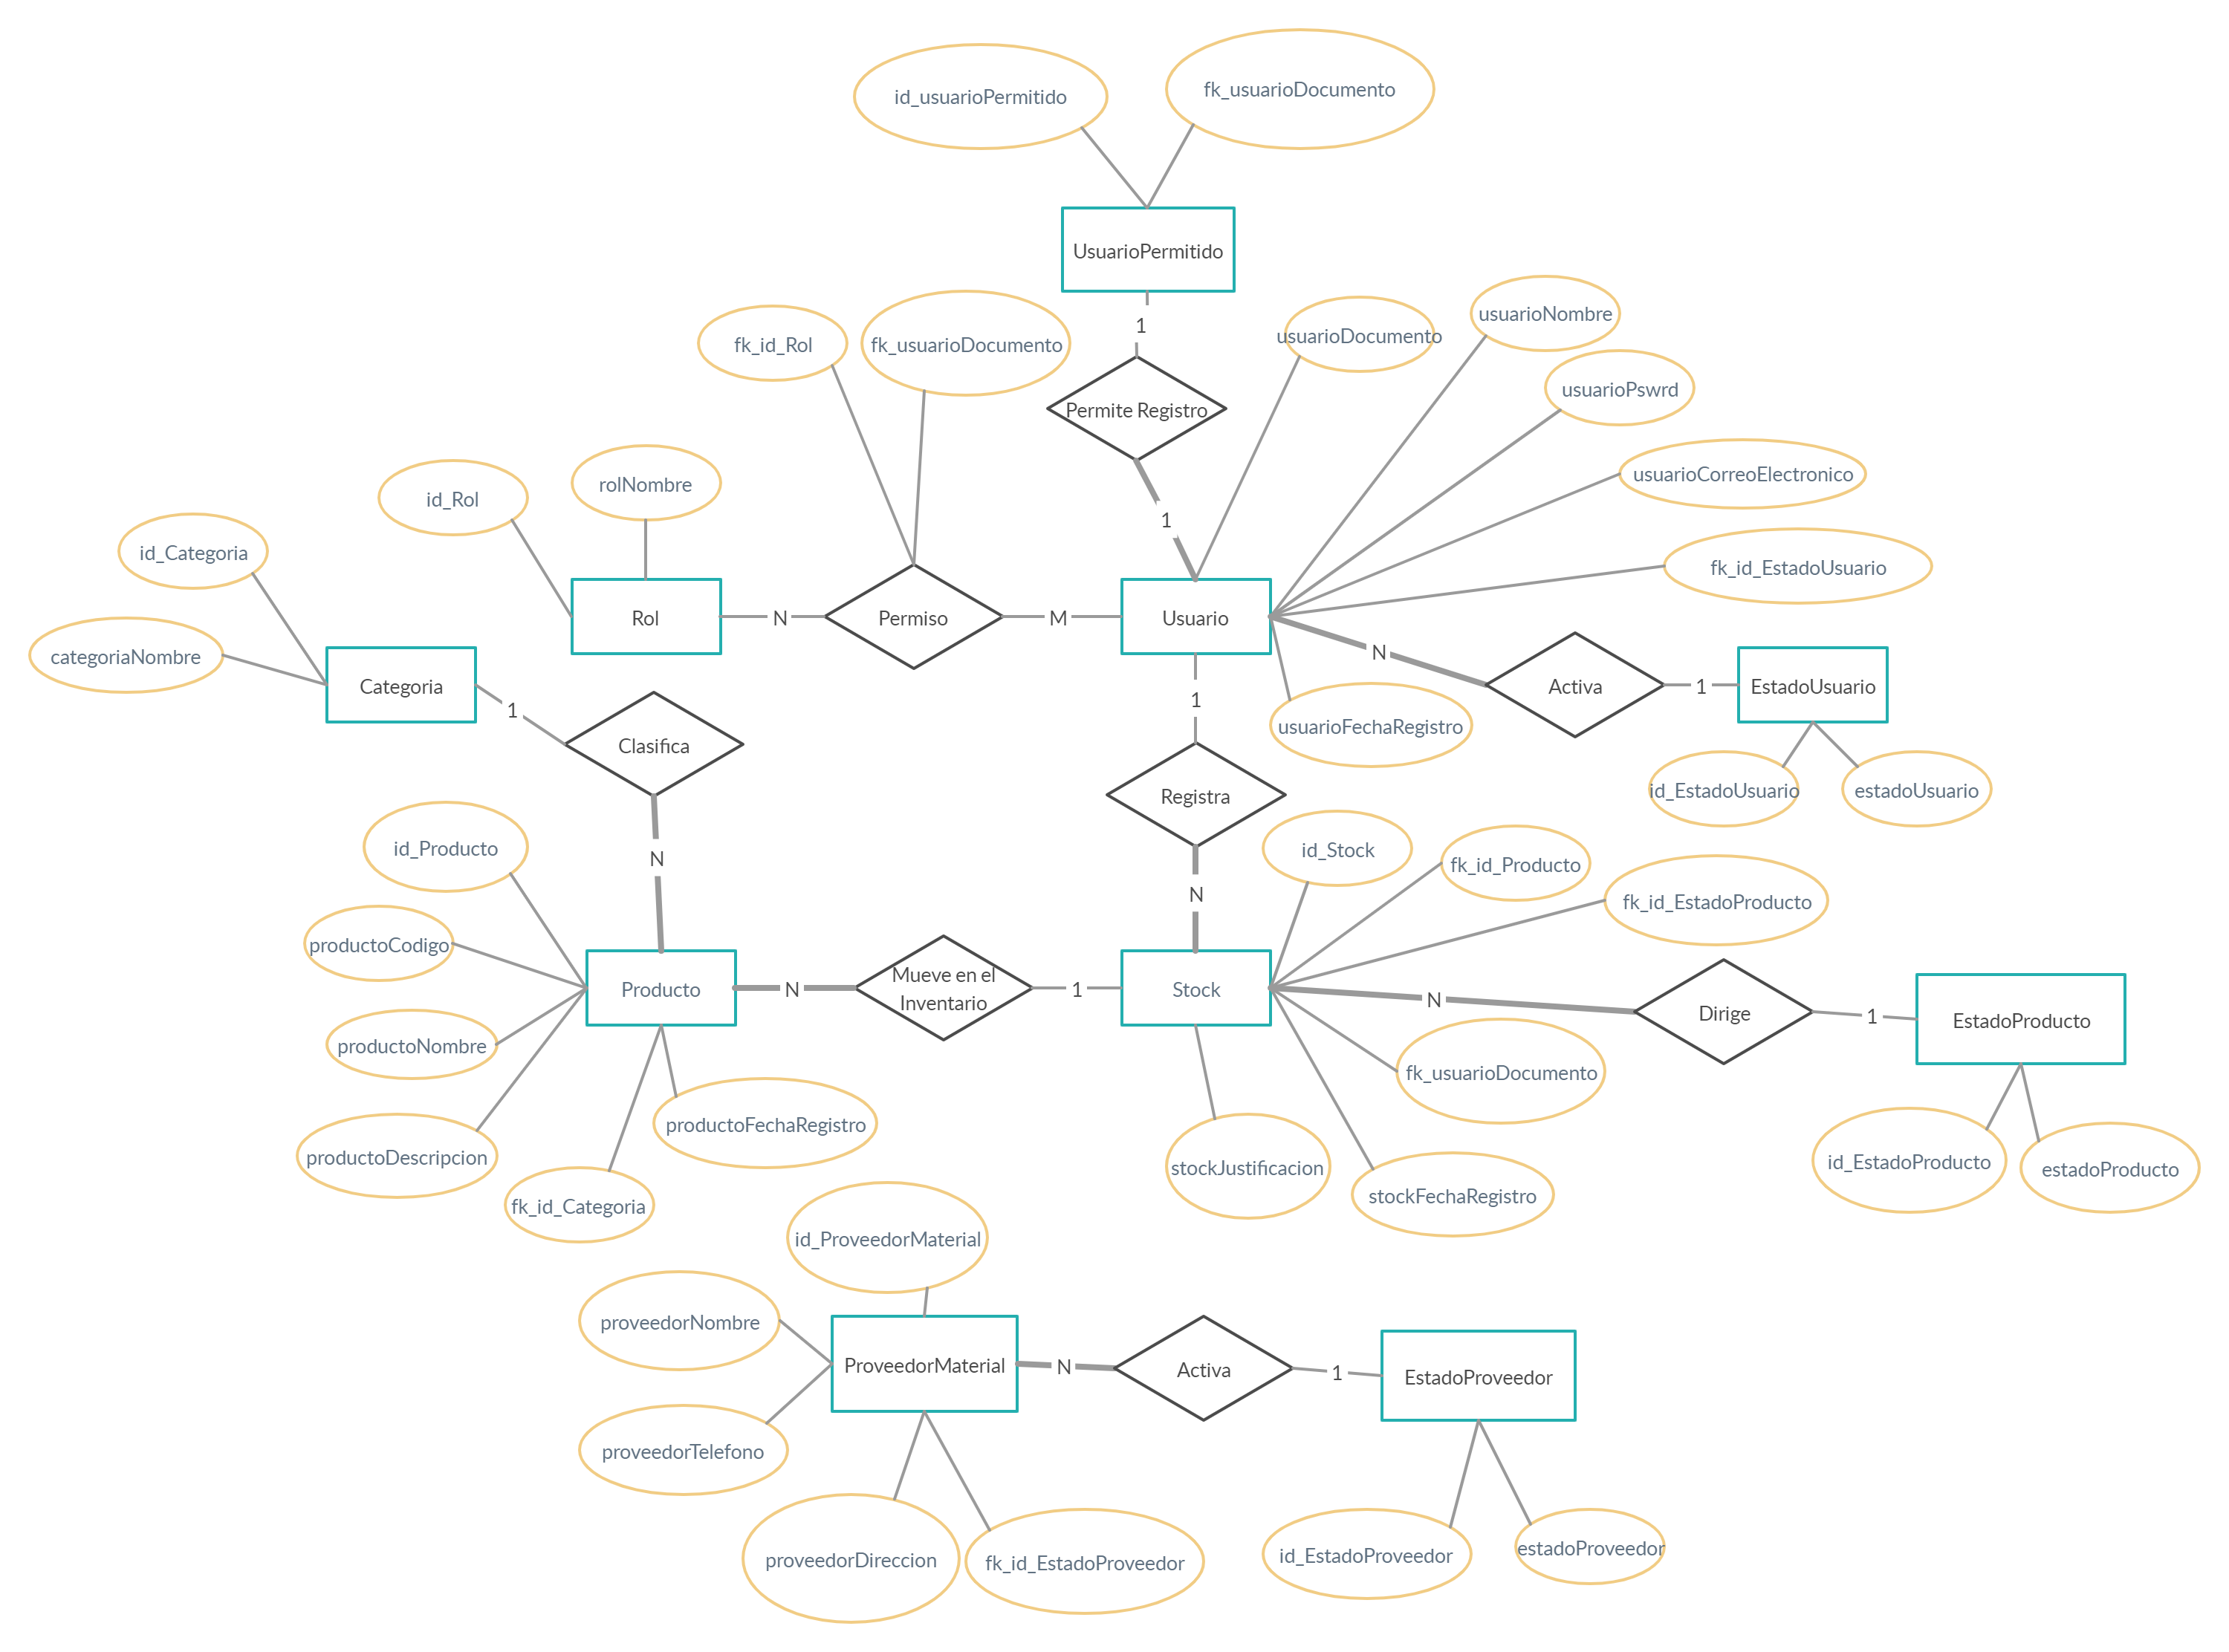 id_usuarioPermitido
fk_usuarioDocumento
UsuarioPermitido
1
Permite Registro
1
fk_id_Rol
fk_usuarioDocumento
usuarioDocumento
usuarioNombre
usuarioPswrd
usuarioCorreoElectronico
fk_id_EstadoUsuario
id_Rol
rolNombre
id_Categoria
categoriaNombre
Rol
N
Permiso
M
Usuario
N
Activa
1
EstadoUsuario
Categoria
1
Clasifica
N
1
usuarioFechaRegistro
id_EstadoUsuario
estadoUsuario
Registra
N
id_Producto
productoCodigo
productoNombre
productoDescripcion
fk_id_Categoria
productoFechaRegistro
id_Stock
fk_id_Producto
fk_id_EstadoProducto
Producto
N
Mueve en el
Inventario
1
Stock
N
Dirige
1
EstadoProducto
fk_usuarioDocumento
stockJustificacion
stockFechaRegistro
id_EstadoProducto
estadoProducto
id_ProveedorMaterial
proveedorNombre
ProveedorMaterial
N
Activa
1
EstadoProveedor
proveedorTelefono
proveedorDireccion
fk_id_EstadoProveedor
id_EstadoProveedor
estadoProveedor